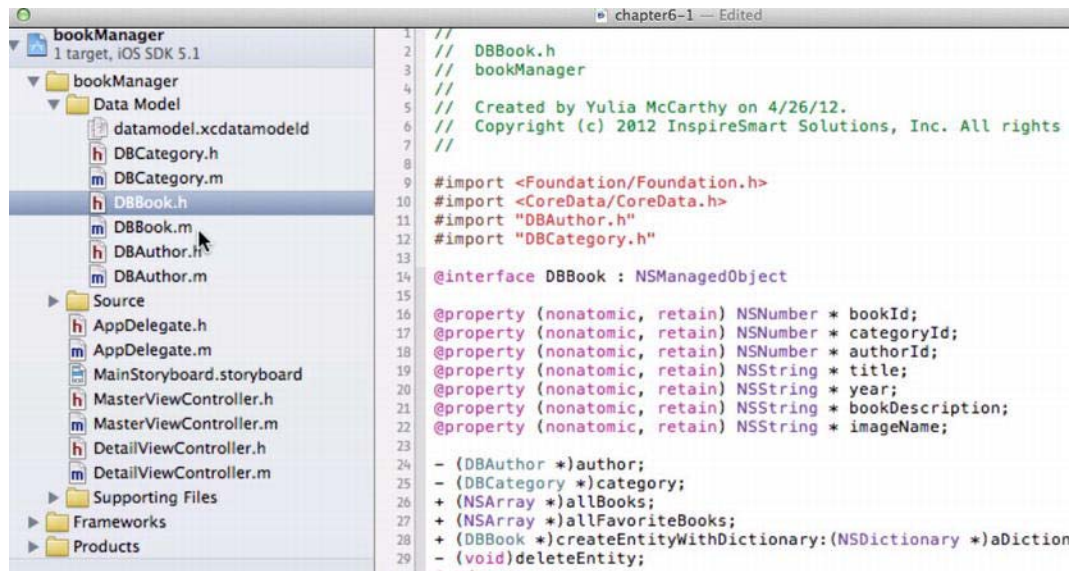 chapter6-1 — Edited
bookManager
1 target, iOS SDK 5.1
bookManager
Data Model
datamodel.xcdatamodeld
h DBCategory.h
m DBCategory.m
h DBBook.h
m DBBook.m
h DBAuthor.h
m DBAuthor.m
Source
h AppDelegate.h
m AppDelegate.m
MainStoryboard.storyboard
h MasterViewController.h
m MasterViewController.m
h DetailViewController.h
m DetailViewController.m
Supporting Files
Frameworks
Products
1 //
2 // DBBook.h
3 // bookManager
4 //
5 // Created by Yulia McCarthy on 4/26/12.
6 // Copyright (c) 2012 InspireSmart Solutions, Inc. All rights
7 //
8
9 #import <Foundation/Foundation.h>
10 #import <CoreData/CoreData.h>
11 #import "DBAuthor.h"
12 #import "DBCategory.h"
13
14 @interface DBBook : NSManagedObject
15
16 @property (nonatomic, retain) NSNumber * bookId;
17 @property (nonatomic, retain) NSNumber * categoryId;
18 @property (nonatomic, retain) NSNumber * authorId;
19 @property (nonatomic, retain) NSString * title;
20 @property (nonatomic, retain) NSString * year;
21 @property (nonatomic, retain) NSString * bookDescription;
22 @property (nonatomic, retain) NSString * imageName;
23
24 - (DBAuthor *)author;
25 - (DBCategory *)category;
26 + (NSArray *)allBooks;
27 + (NSArray *)allFavoriteBooks;
28 + (DBBook *)createEntityWithDictionary:(NSDictionary *)aDiction
29 - (void)deleteEntity;